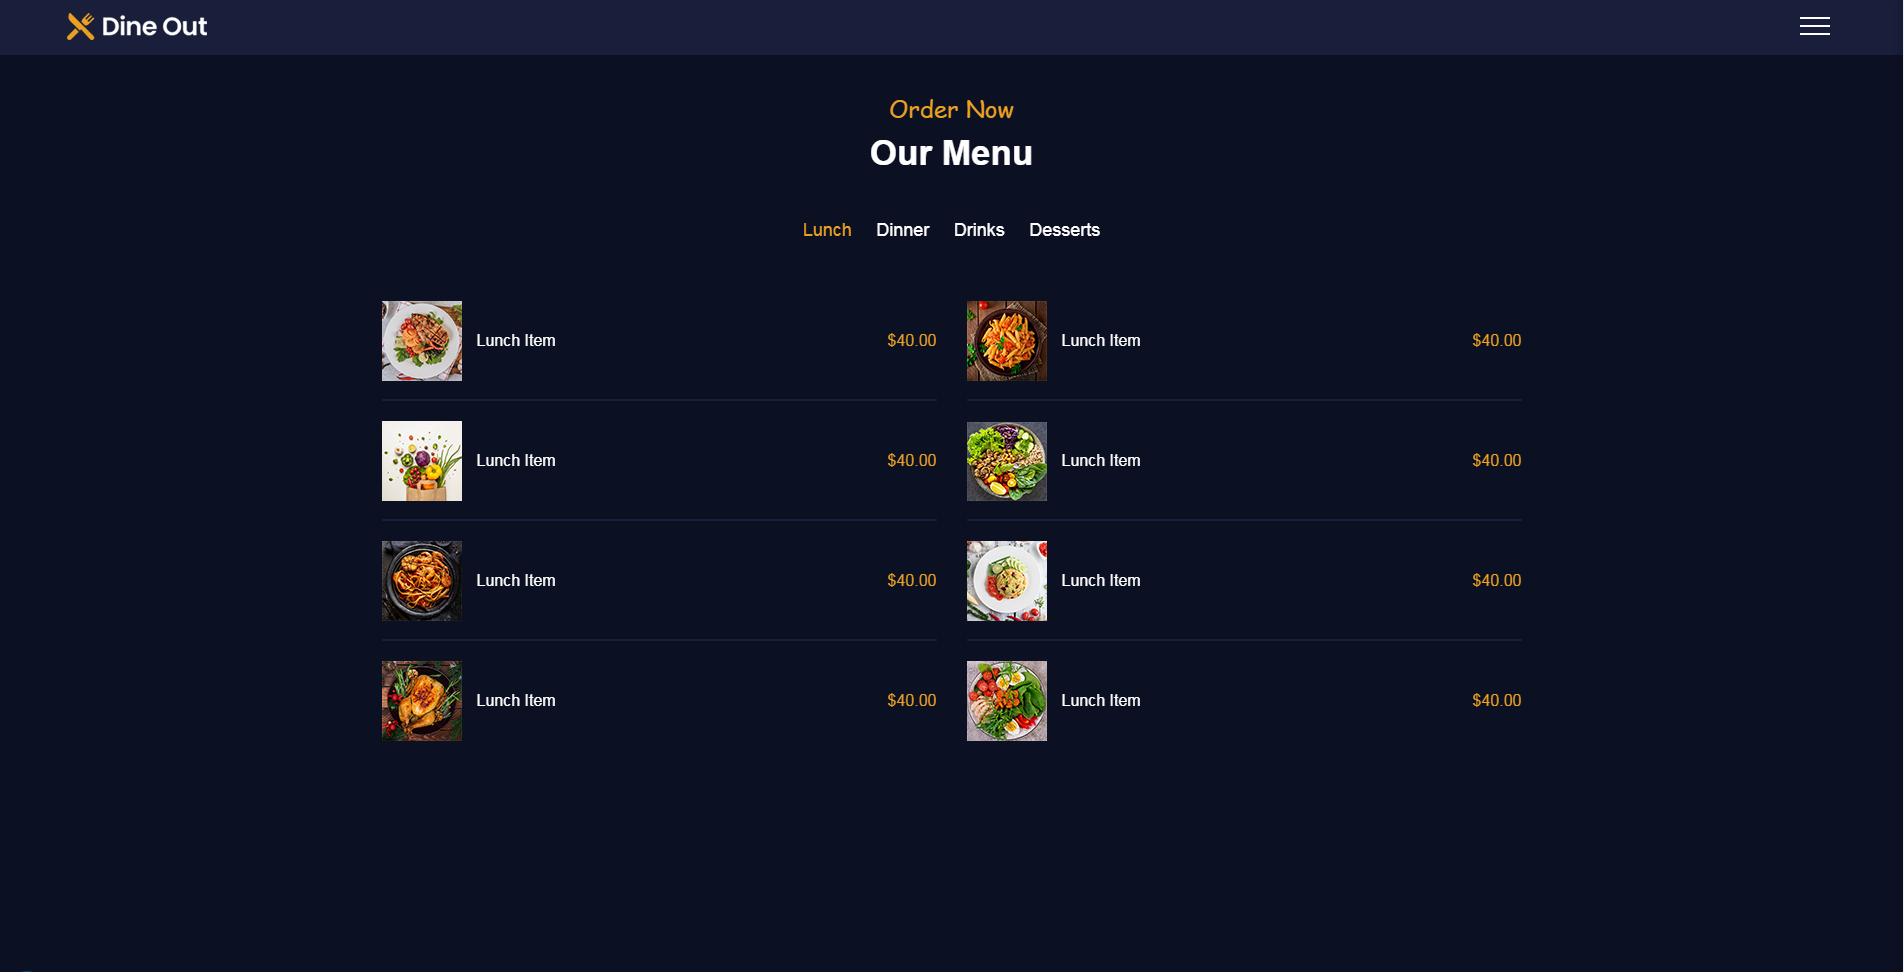 Dine Out
Order Now
Our Menu
Lunch Dinner Drinks Desserts
Lunch Item $40.00 Lunch Item $40.00
Lunch Item $40.00 Lunch Item $40.00
Lunch Item $40.00 Lunch Item $40.00
Lunch Item $40.00 Lunch Item $40.00